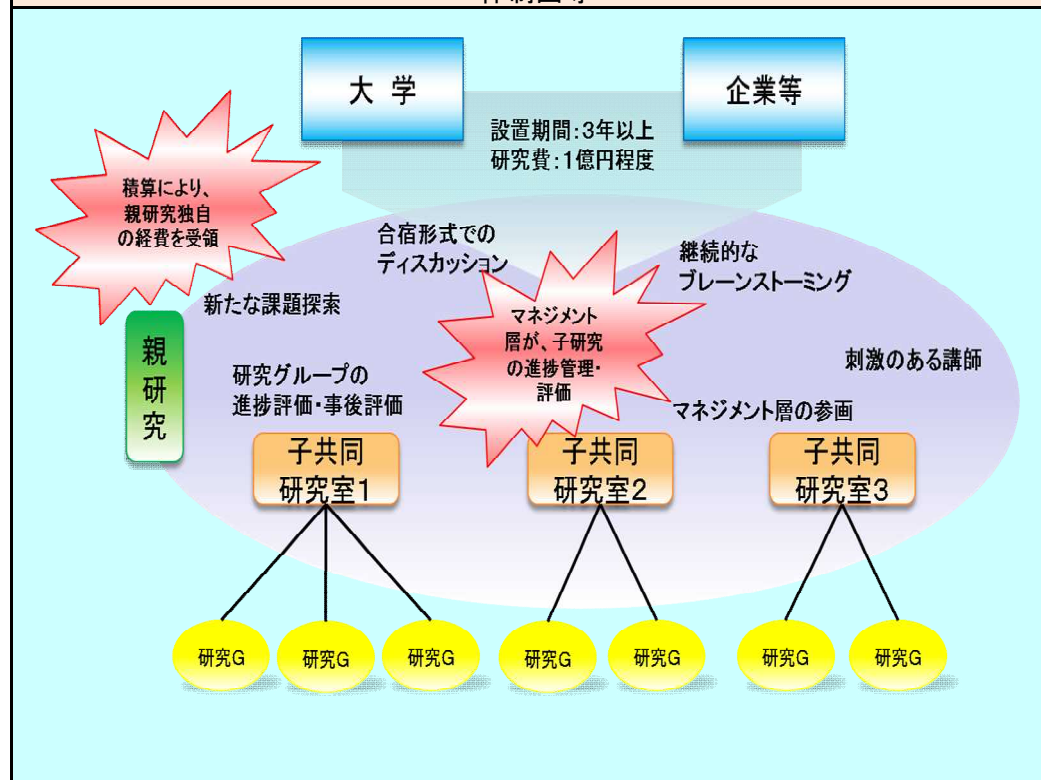 大 学
企業等
設置期間:3年以上
研究費:1億円程度
積算により、
親研究独自
の経費を受領
合宿形式での
ディスカッション
継続的な
ブレーンストーミング
新たな課題探索
マネジメント
層が、子研究
の進捗管理・
評価
親
研
究
研究グループの
進捗評価・事後評価
刺激のある講師
マネジメント層の参画
子共同
研究室1
子共同
研究室2
子共同
研究室3
研究G
研究G
研究G
研究G
研究G
研究G
研究G